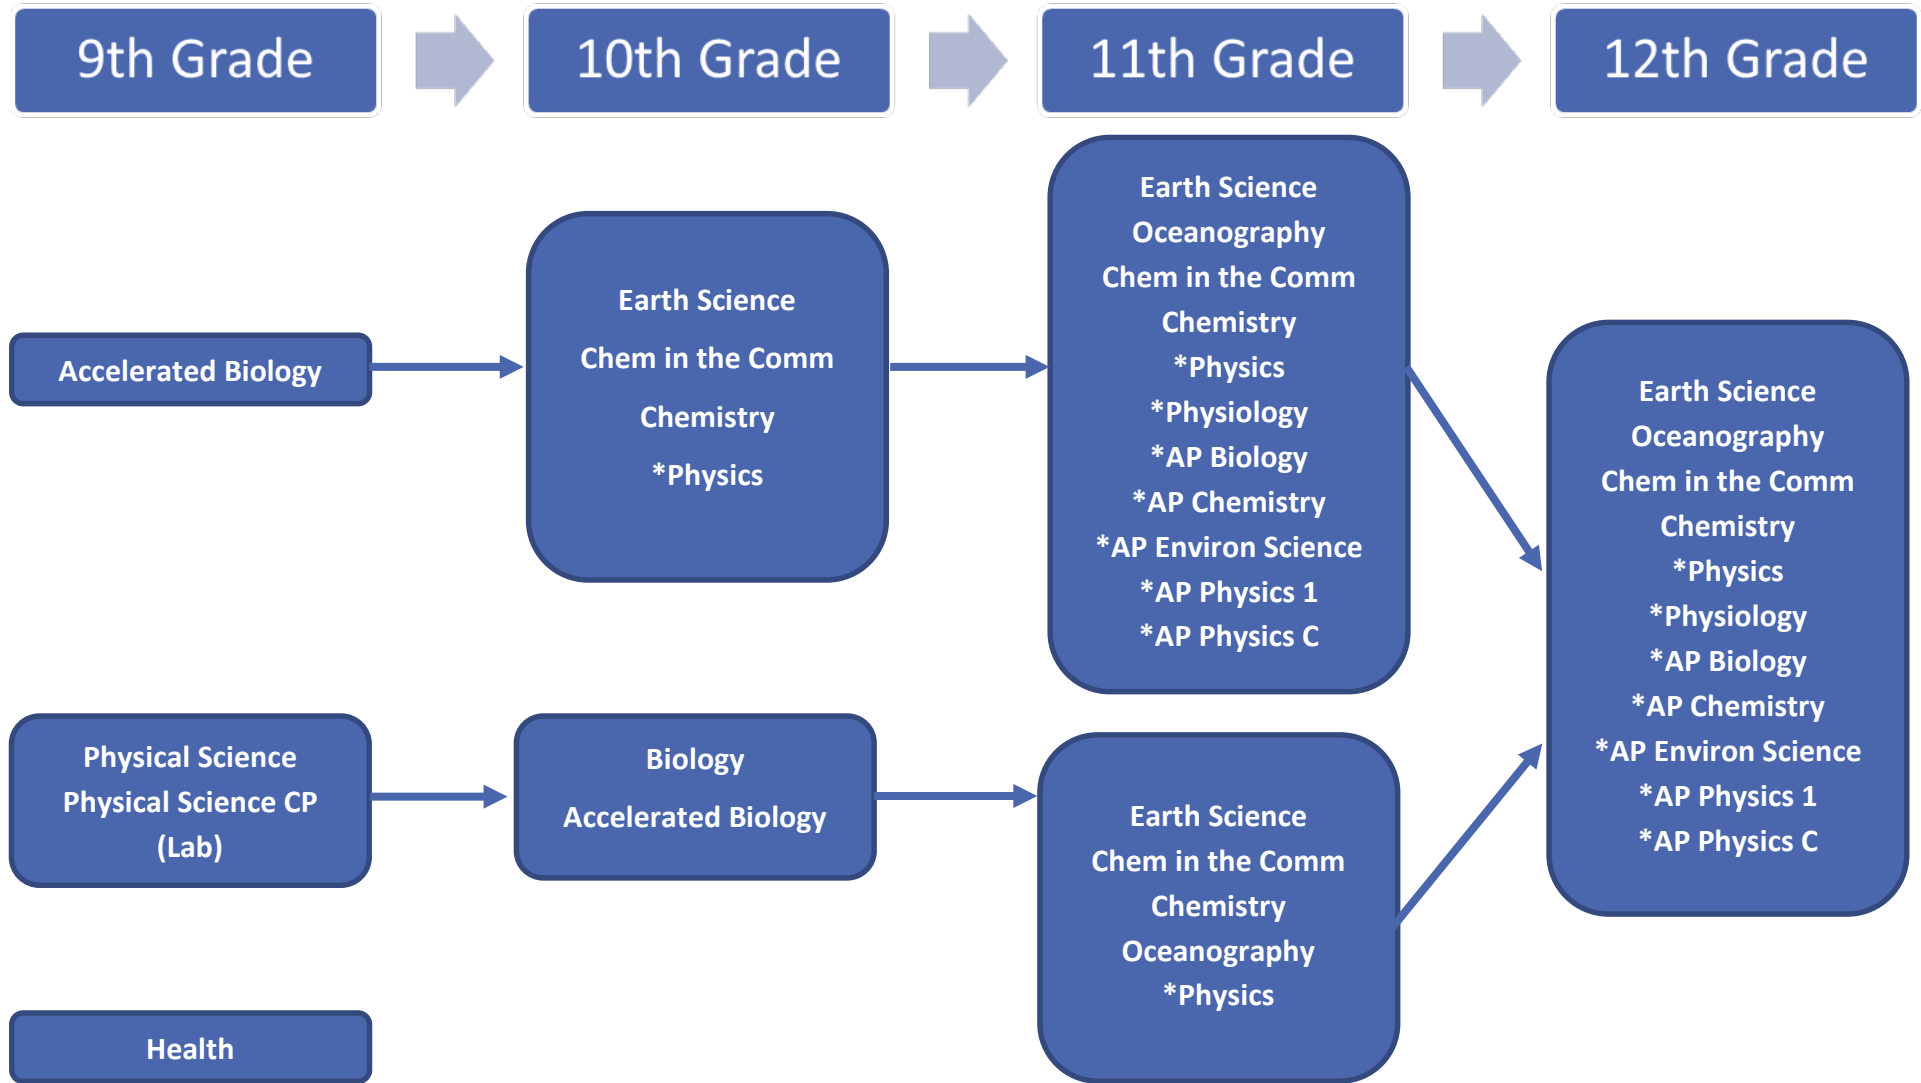 9th Grade
10th Grade
11th Grade
12th Grade
Accelerated Biology
Earth Science
Chem in the Comm
Chemistry
*Physics
Earth Science
Oceanography
Chem in the Comm
Chemistry
*Physics
*Physiology
*AP Biology
*AP Chemistry
*AP Environ Science
*AP Physics 1
*AP Physics C
Earth Science
Oceanography
Chem in the Comm
Chemistry
*Physics
*Physiology
*AP Biology
*AP Chemistry
*AP Environ Science
*AP Physics 1
*AP Physics C
Physical Science
Physical Science CP
(Lab)
Biology
Accelerated Biology
Earth Science
Chem in the Comm
Chemistry
Oceanography
*Physics
Health